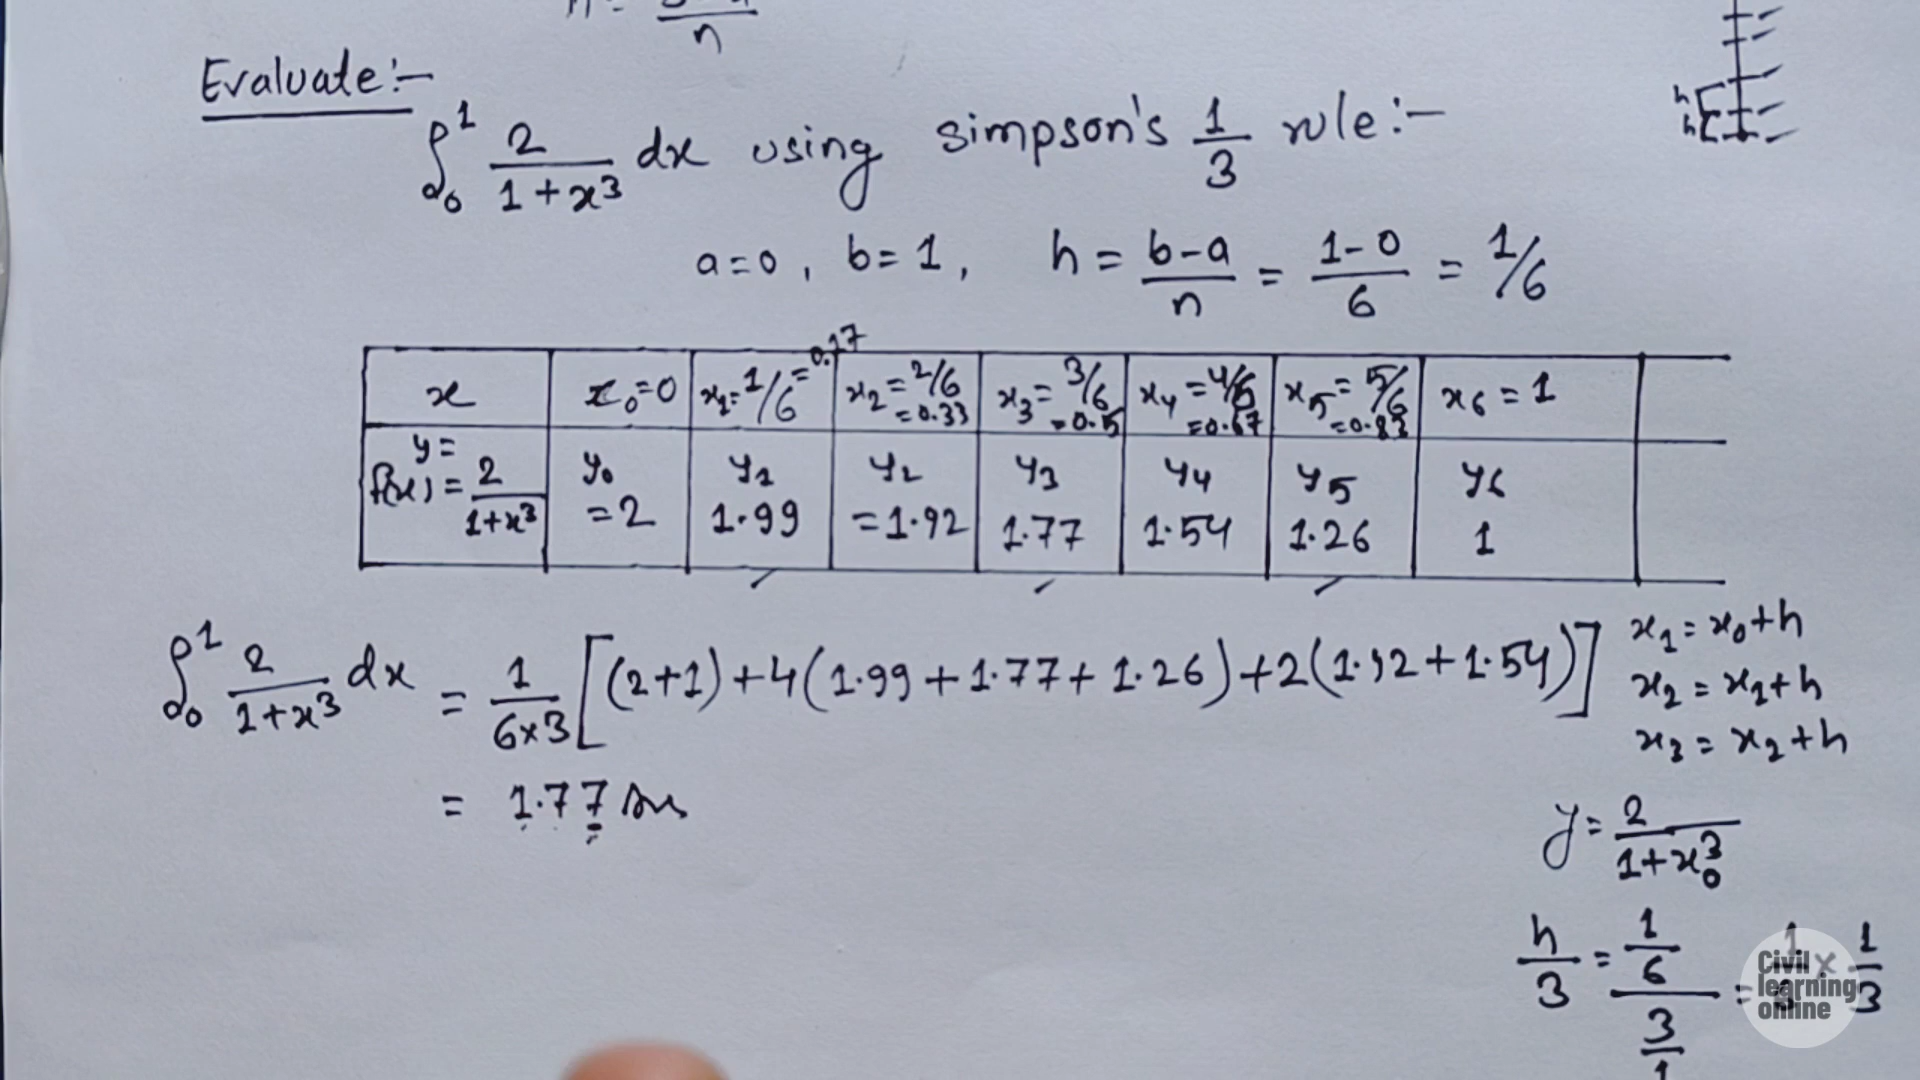 n
Evaluate:-
∫₀¹ 2/(1+x³) dx using simpson's 1/3 rule:-
a=0, b=1, h = (b-a)/n = (1-0)/6 = 1/6
x | x₀=0 | x₁=1/6 =0.17 | x₂=2/6 =0.33 | x₃=3/6 =0.5 | x₄=4/6 =0.67 | x₅=5/6 =0.83 | x₆=1
y= f(x)=2/(1+x³) | y₀ =2 | y₁ 1.99 | y₂ =1.92 | y₃ 1.77 | y₄ 1.54 | y₅ 1.26 | y₆ 1
∫₀¹ 2/(1+x³) dx = 1/(6×3) [(2+1)+4(1.99+1.77+1.26)+2(1.92+1.54)]
= 1.77 Ans
x₁=x₀+h
x₂=x₁+h
x₃=x₂+h
y=2/(1+x₀³)
h/3 = (1/6)/(3/1) = × 1/3
h
h
Civil
learning
online